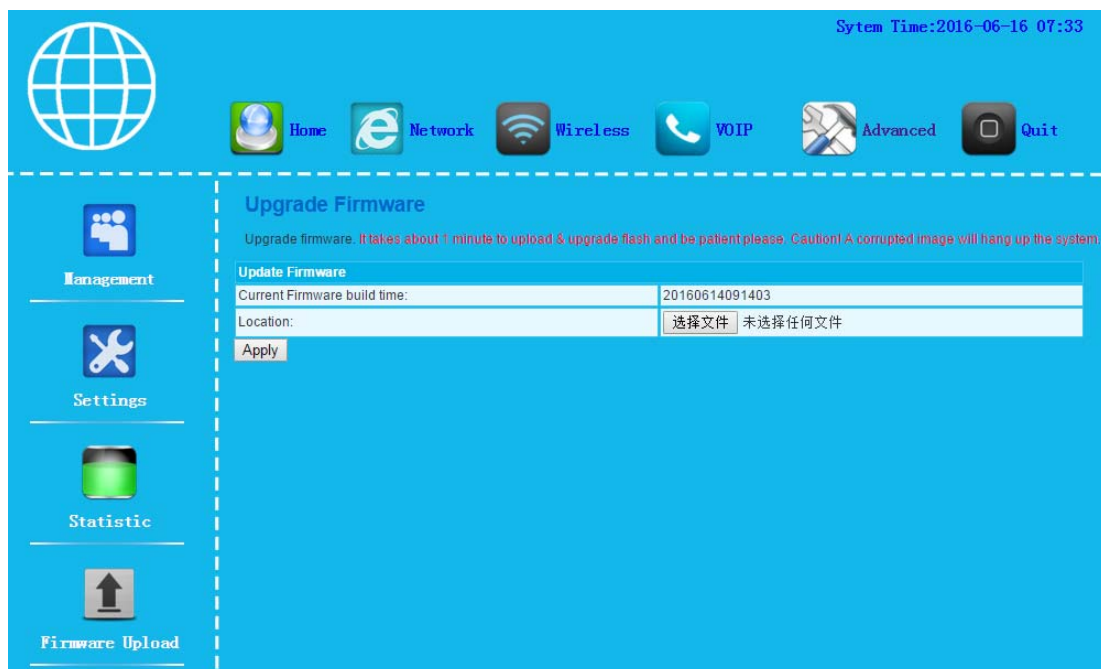 Sytem Time:2016-06-16 07:33
Home
Network
Wireless
VOIP
Advanced
Quit
Management
Settings
Statistic
Firmware Upload
Upgrade Firmware
Upgrade firmware. It takes about 1 minute to upload & upgrade flash and be patient please. Caution! A corrupted image will hang up the system.
Update Firmware
Current Firmware build time: 20160614091403
Location: 选择文件 未选择任何文件
Apply